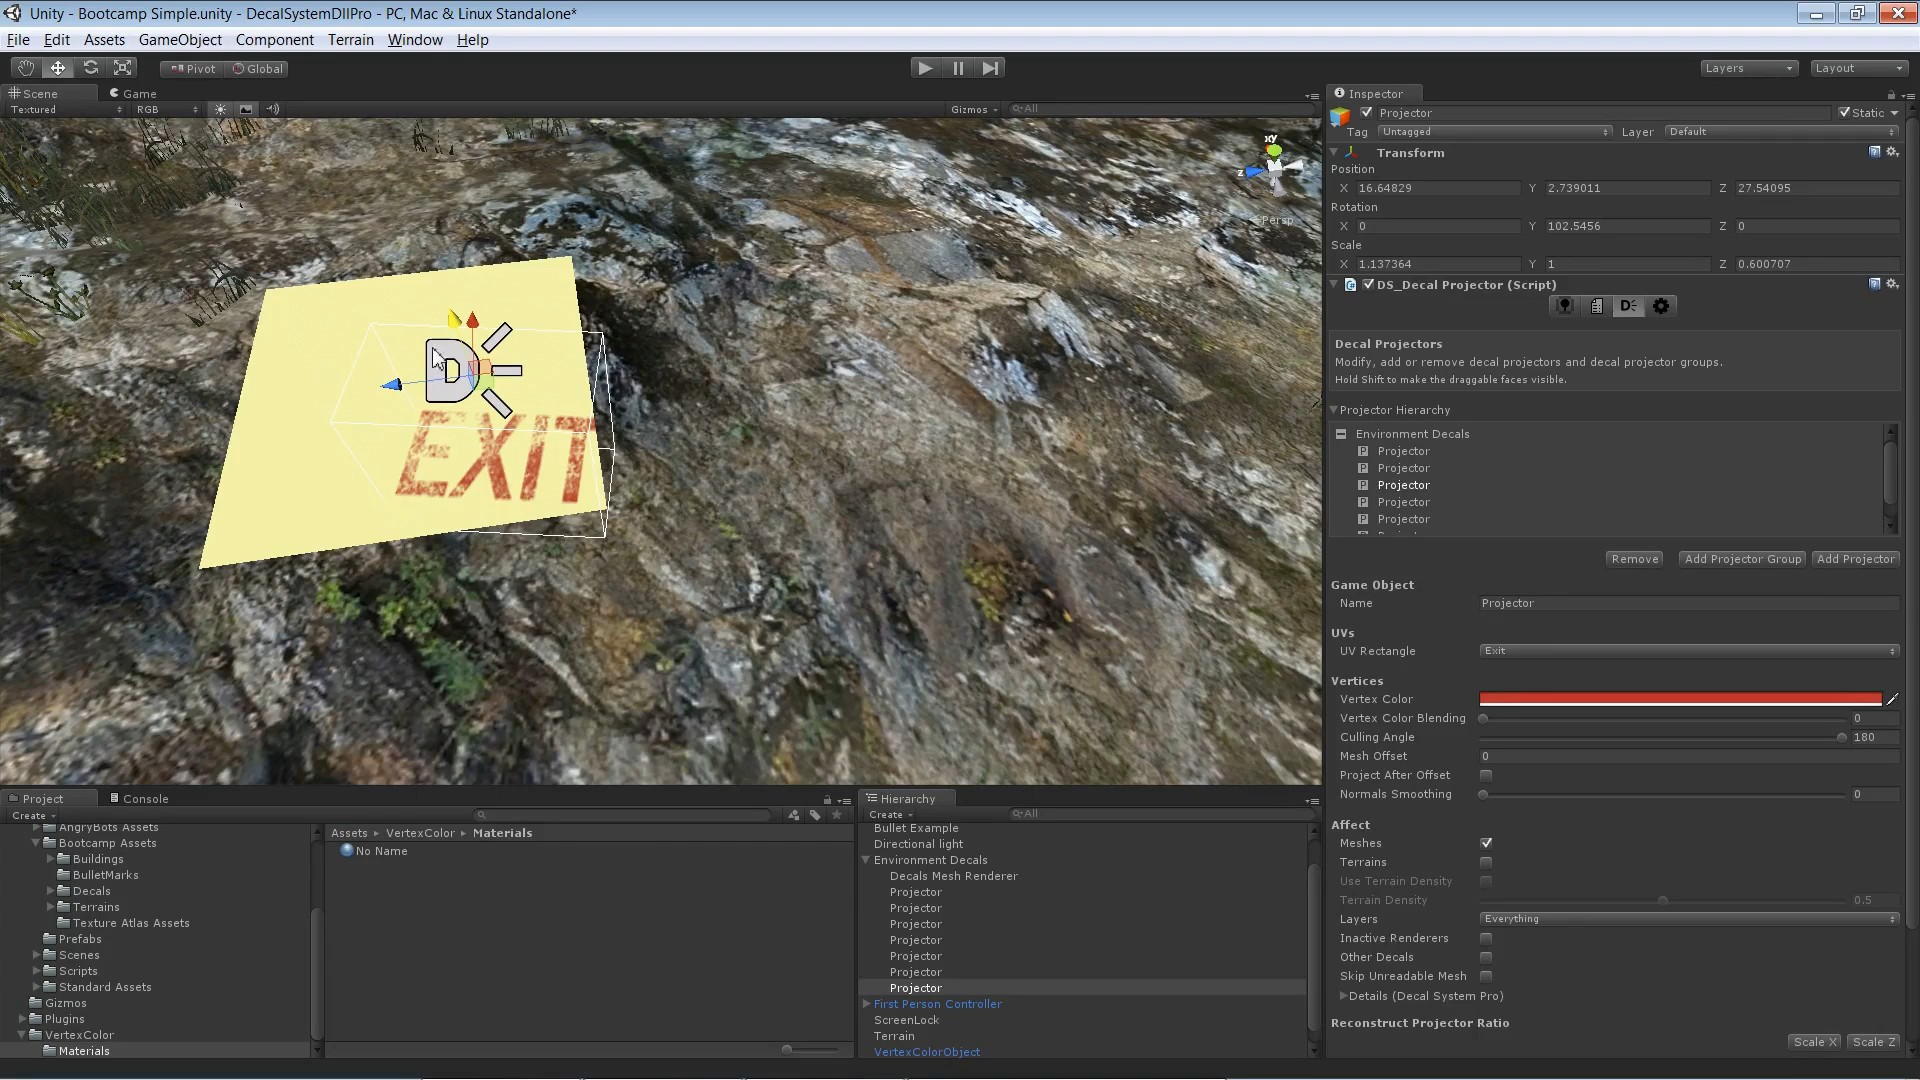 Unity - Bootcamp Simple.unity - DecalSystemDllPro - PC, Mac & Linux Standalone*
File Edit Assets GameObject Component Terrain Window Help
Pivot Global Layers Layout
Scene Game
Textured RGB Gizmos All
xy
z
Persp
D
EXIT
Inspector
Projector Static
Tag Untagged Layer Default
Transform
Position
X 16.64829 Y 2.739011 Z 27.54095
Rotation
X 0 Y 102.5456 Z 0
Scale
X 1.137364 Y 1 Z 0.600707
DS_Decal Projector (Script)
D
Decal Projectors
Modify, add or remove decal projectors and decal projector groups.
Hold Shift to make the draggable faces visible.
Projector Hierarchy
Environment Decals
P Projector
P Projector
P Projector
P Projector
P Projector
Remove Add Projector Group Add Projector
Game Object
Name Projector
UVs
UV Rectangle Exit
Vertices
Vertex Color
Vertex Color Blending 0
Culling Angle 180
Mesh Offset 0
Project After Offset
Normals Smoothing 0
Affect
Meshes
Terrains
Use Terrain Density
Terrain Density 0.5
Layers Everything
Inactive Renderers
Other Decals
Skip Unreadable Mesh
Details (Decal System Pro)
Reconstruct Projector Ratio
Scale X Scale Z
Project Console
Create
AngryBots Assets
Bootcamp Assets
Buildings
BulletMarks
Decals
Terrains
Texture Atlas Assets
Prefabs
Scenes
Scripts
Standard Assets
Gizmos
Plugins
VertexColor
Materials
Assets VertexColor Materials
No Name
Hierarchy
Create All
Bullet Example
Directional light
Environment Decals
Decals Mesh Renderer
Projector
Projector
Projector
Projector
Projector
Projector
Projector
First Person Controller
ScreenLock
Terrain
VertexColorObject